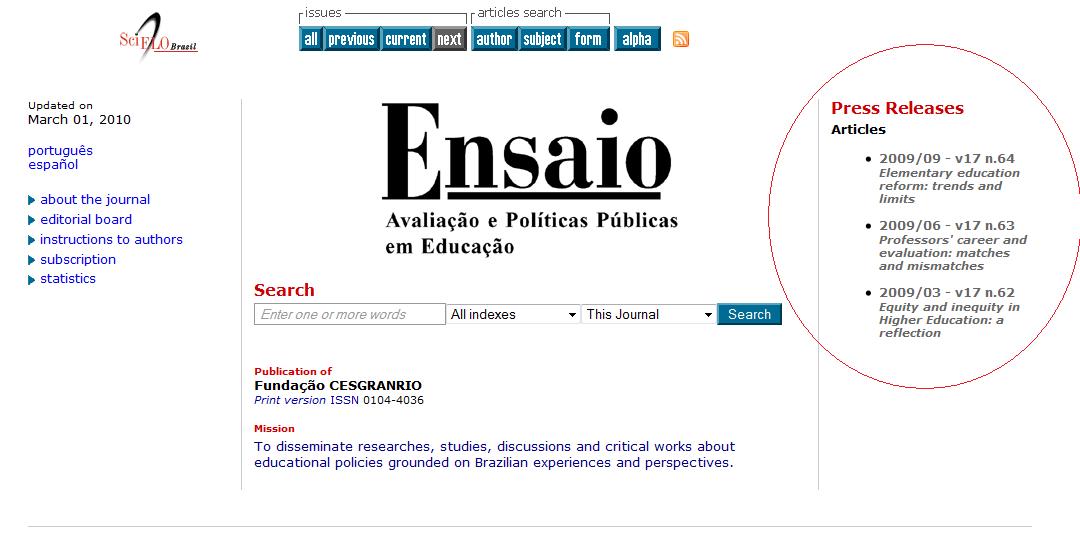 SciELO Brazil
issues
articles search
all previous current next author subject form alpha
Updated on
March 01, 2010
português
español
about the journal
editorial board
instructions to authors
subscription
statistics
Ensaio
Avaliação e Políticas Públicas
em Educação
Search
Enter one or more words All indexes This Journal Search
Publication of
Fundação CESGRANRIO
Print version ISSN 0104-4036
Mission
To disseminate researches, studies, discussions and critical works about
educational policies grounded on Brazilian experiences and perspectives.
Press Releases
Articles
2009/09 - v17 n.64
Elementary education
reform: trends and
limits
2009/06 - v17 n.63
Professors' career and
evaluation: matches
and mismatches
2009/03 - v17 n.62
Equity and inequity in
Higher Education: a
reflection